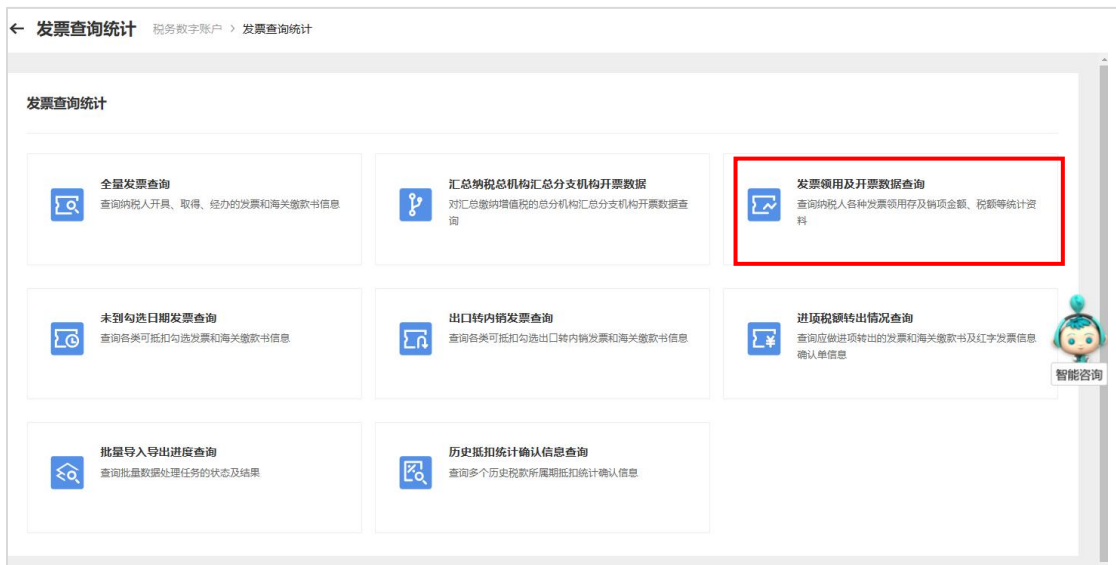 ← 发票查询统计 税务数字账户 > 发票查询统计
发票查询统计
全量发票查询
查询纳税人开具、取得、经办的发票和海关缴款书信息
汇总纳税总机构汇总分支机构开票数据
对汇总缴纳增值税的总分机构汇总分支机构开票数据查
询
发票领用及开票数据查询
查询纳税人各种发票领用存及销项金额、税额等统计资
料
未到勾选日期发票查询
查询各类可抵扣勾选发票和海关缴款书信息
出口转内销发票查询
查询各类可抵扣勾选出口转内销发票和海关缴款书信息
进项税额转出情况查询
查询应做进项转出的发票和海关缴款书及红字发票信息
确认单信息
智能咨询
批量导入导出进度查询
查询批量数据处理任务的状态及结果
历史抵扣统计确认信息查询
查询多个历史税款所属期抵扣统计确认信息